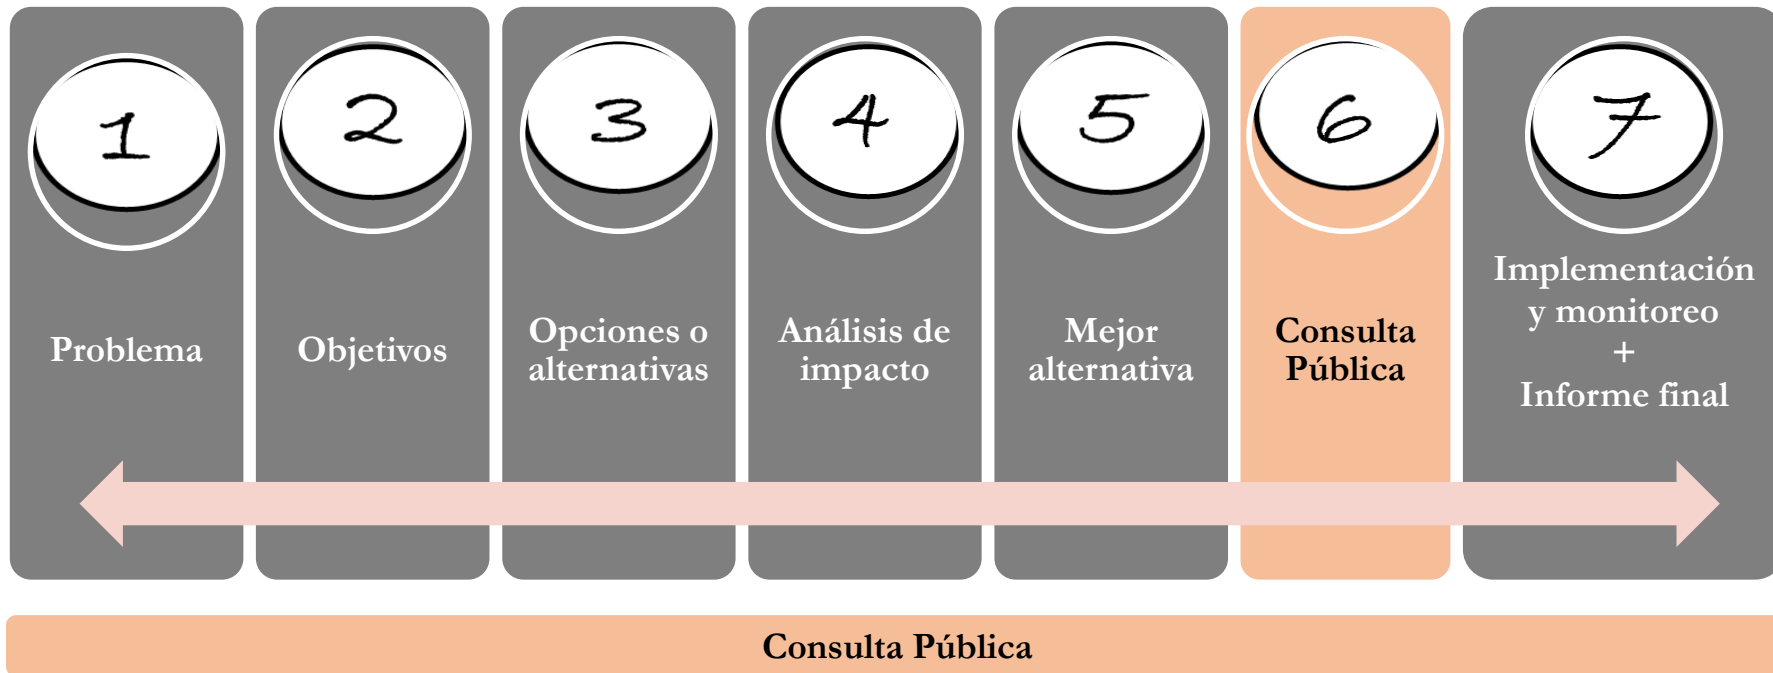 1
2
3
4
5
6
7
Problema
Objetivos
Opciones o
alternativas
Análisis de
impacto
Mejor
alternativa
Consulta
Pública
Implementación
y monitoreo
+
Informe final
Consulta Pública